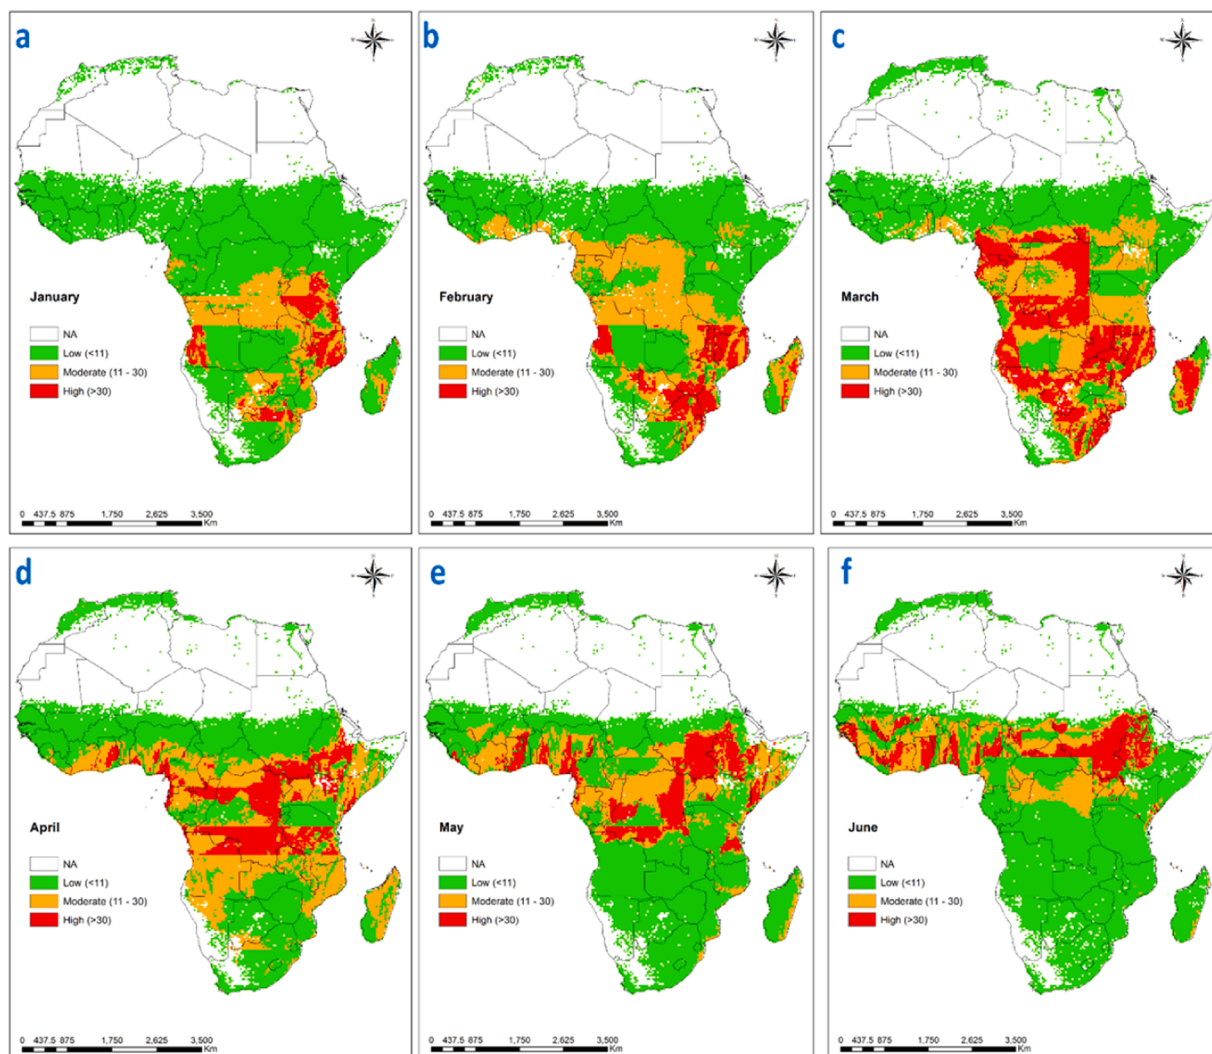 a
N
January
NA
Low (<11)
Moderate (11 - 30)
High (>30)
0 437.5 875 1,750 2,625 3,500
Km
b
N
February
NA
Low (<11)
Moderate (11 - 30)
High (>30)
0 437.5 875 1,750 2,625 3,500
Km
c
N
March
NA
Low (<11)
Moderate (11 - 30)
High (>30)
0 437.5 875 1,750 2,625 3,500
Km
d
N
April
NA
Low (<11)
Moderate (11 - 30)
High (>30)
0 437.5 875 1,750 2,625 3,500
Km
e
N
May
NA
Low (<11)
Moderate (11 - 30)
High (>30)
0 437.5 875 1,750 2,625 3,500
Km
f
N
June
NA
Low (<11)
Moderate (11 - 30)
High (>30)
0 437.5 875 1,750 2,625 3,500
Km